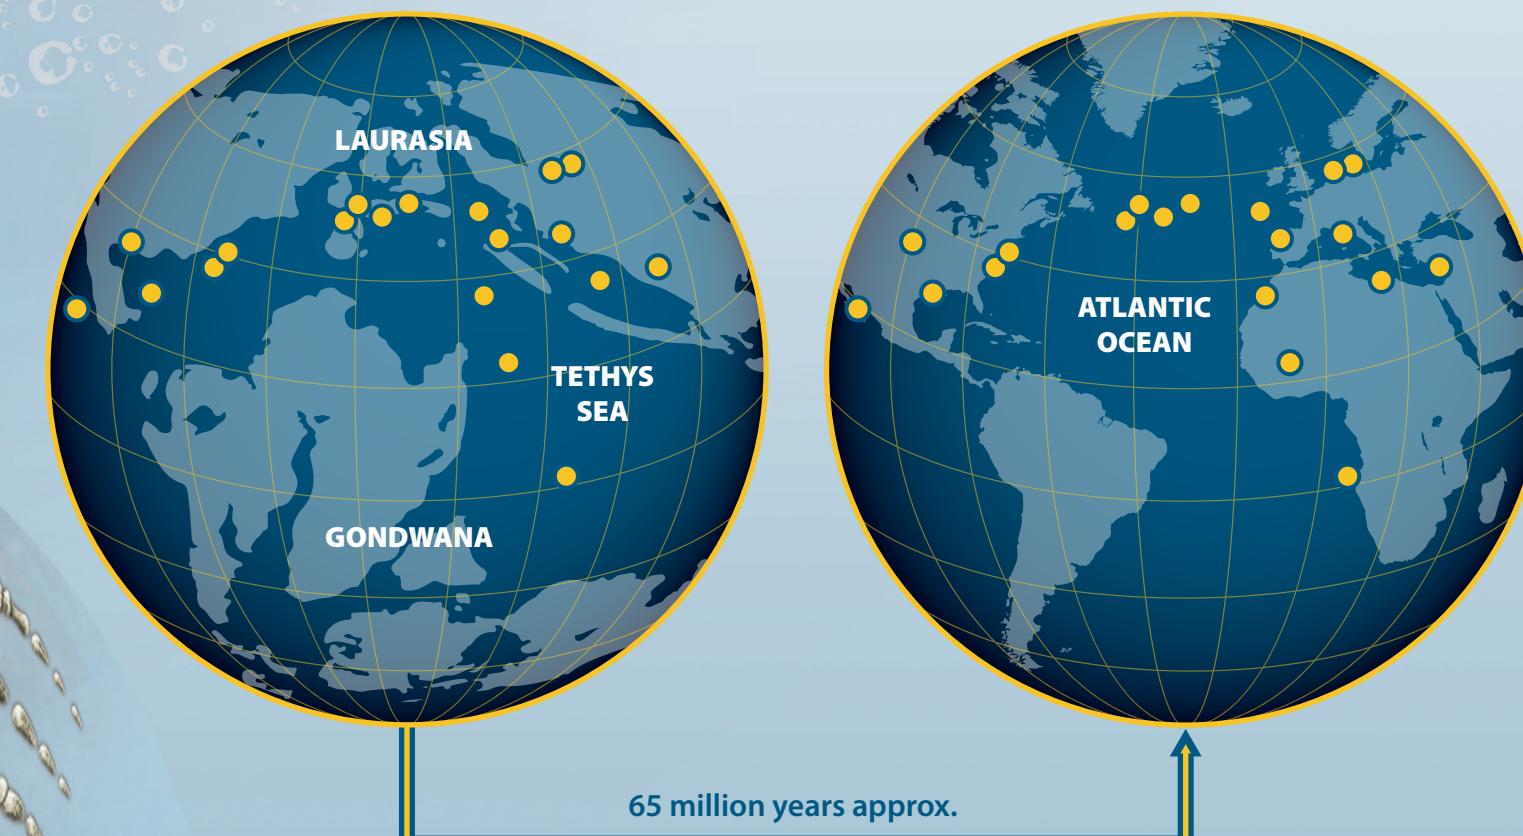 LAURASIA
TETHYS
SEA
GONDWANA
ATLANTIC
OCEAN
65 million years approx.